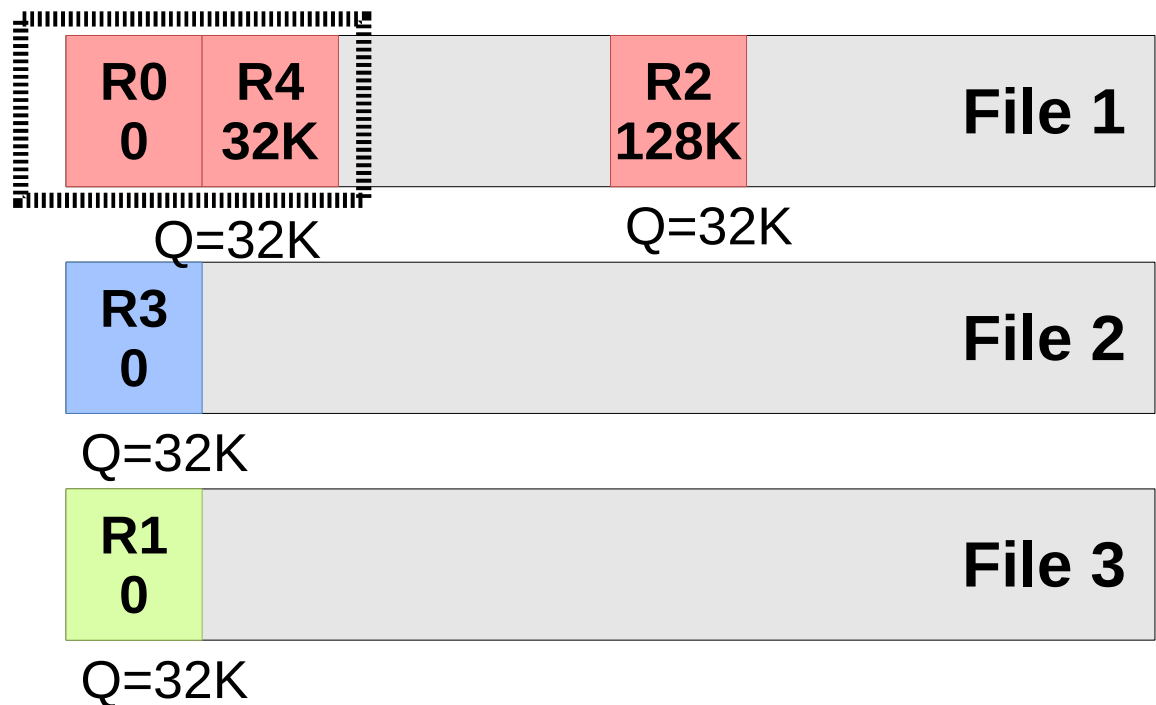 R0 R4 R2 File 1
0 32K 128K
Q=32K Q=32K
R3 File 2
0
Q=32K
R1 File 3
0
Q=32K